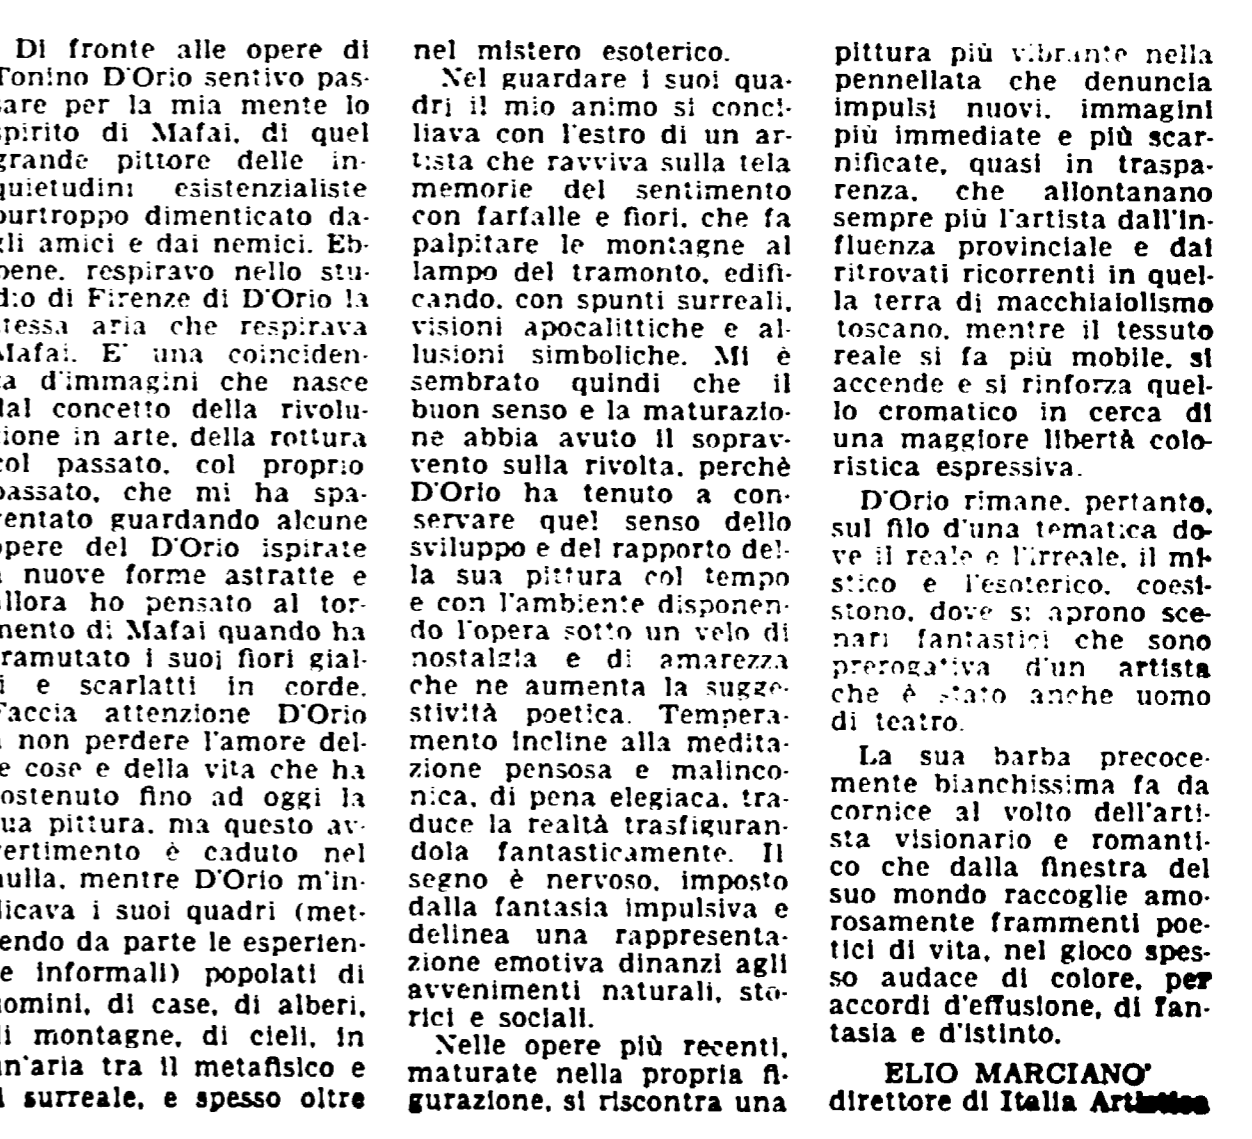 Di fronte alle opere di
Tonino D'Orio sentivo pas-
sare per la mia mente lo
spirito di Mafai, di quel
grande pittore delle in-
quietudini esistenzialiste
purtroppo dimenticato da-
gli amici e dai nemici. Eb-
bene, respiravo nello stu-
dio di Firenze di D'Orio la
stessa aria che respirava
Mafai. E' una coinciden-
za d'immagini che nasce
dal concetto della rivolu-
zione in arte, della rottura
col passato, col proprio
passato, che mi ha spa-
ventato guardando alcune
opere del D'Orio ispirate
a nuove forme astratte e
allora ho pensato al tor-
mento di Mafai quando ha
tramutato i suoi fiori gial-
li e scarlatti in corde.
Faccia attenzione D'Orio
a non perdere l'amore del-
le cose e della vita che ha
sostenuto fino ad oggi la
sua pittura, ma questo av-
vertimento è caduto nel
nulla, mentre D'Orio m'in-
dicava i suoi quadri (met-
tendo da parte le esperien-
ze informali) popolati di
uomini, di case, di alberi,
di montagne, di cieli, in
un'aria tra il metafisico e
il surreale, e spesso oltre
nel mistero esoterico.
Nel guardare i suoi qua-
dri il mio animo si conci-
liava con l'estro di un ar-
tista che ravviva sulla tela
memorie del sentimento
con farfalle e fiori, che fa
palpitare le montagne al
lampo del tramonto, edifi-
cando, con spunti surreali,
visioni apocalittiche e al-
lusioni simboliche. Mi è
sembrato quindi che il
buon senso e la maturazio-
ne abbia avuto il soprav-
vento sulla rivolta, perchè
D'Orio ha tenuto a con-
servare quel senso dello
sviluppo e del rapporto del-
la sua pittura col tempo
e con l'ambiente disponen-
do l'opera sotto un velo di
nostalgia e di amarezza
che ne aumenta la sugge-
stività poetica. Tempera-
mento incline alla medita-
zione pensosa e malinco-
nica, di pena elegiaca, tra-
duce la realtà trasfiguran-
dola fantasticamente. Il
segno è nervoso, imposto
dalla fantasia impulsiva e
delinea una rappresenta-
zione emotiva dinanzi agli
avvenimenti naturali, sto-
rici e sociali.
Nelle opere più recenti,
maturate nella propria fi-
gurazione, si riscontra una
pittura più vibrante nella
pennellata che denuncia
impulsi nuovi, immagini
più immediate e più scar-
nificate, quasi in traspa-
renza, che allontanano
sempre più l'artista dall'in-
fluenza provinciale e dai
ritrovati ricorrenti in quel-
la terra di macchiaiolismo
toscano, mentre il tessuto
reale si fa più mobile, si
accende e si rinforza quel-
lo cromatico in cerca di
una maggiore libertà colo-
ristica espressiva.
D'Orio rimane, pertanto,
sul filo d'una tematica do-
ve il reale e l'irreale, il mi-
stico e l'esoterico, coesi-
stono, dove si aprono sce-
nari fantastici che sono
prerogativa d'un artista
che è stato anche uomo
di teatro.
La sua barba precoce-
mente bianchissima fa da
cornice al volto dell'arti-
sta visionario e romanti-
co che dalla finestra del
suo mondo raccoglie amo-
rosamente frammenti poe-
tici di vita, nel gioco spes-
so audace di colore, per
accordi d'effusione, di fan-
tasia e d'istinto.
ELIO MARCIANO'
direttore di Italia Artistica